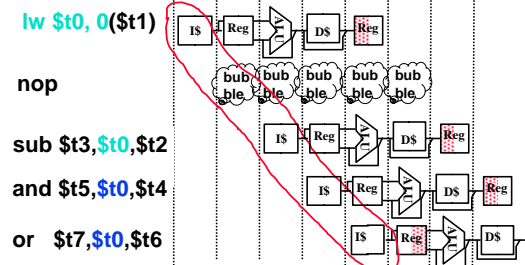 lw $t0, 0($t1) I$ Reg ALU D$ Reg
nop bub ble bub ble bub ble bub ble bub ble
sub $t3,$t0,$t2 I$ Reg ALU D$ Reg
and $t5,$t0,$t4 I$ Reg ALU D$ Reg
or $t7,$t0,$t6 I$ Reg ALU D$